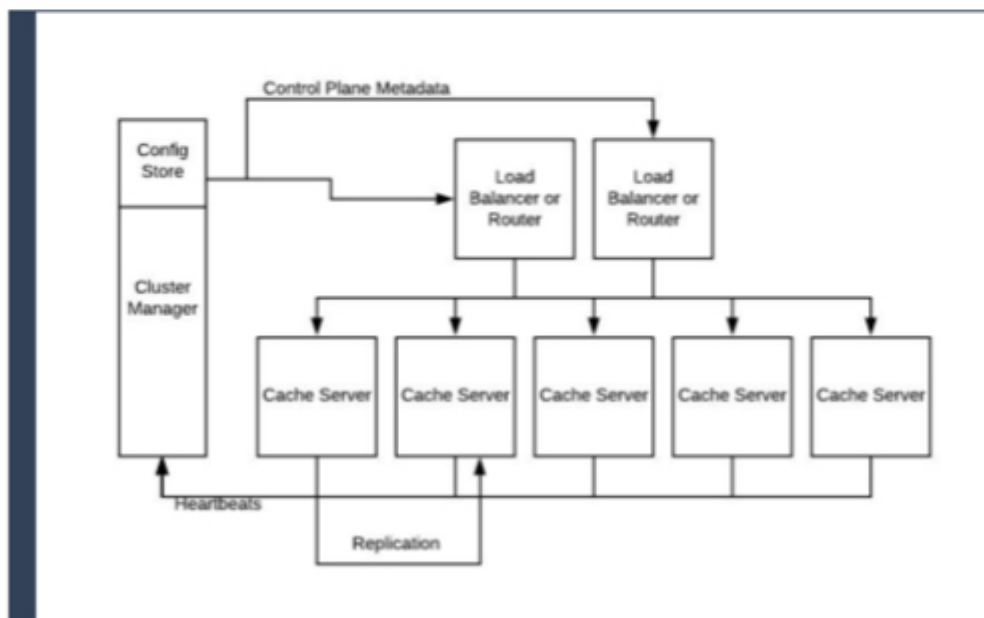 Control Plane Metadata
Config
Store
Load
Balancer or
Router
Load
Balancer or
Router
Cluster
Manager
Cache Server
Cache Server
Cache Server
Cache Server
Cache Server
Heartbeats
Replication